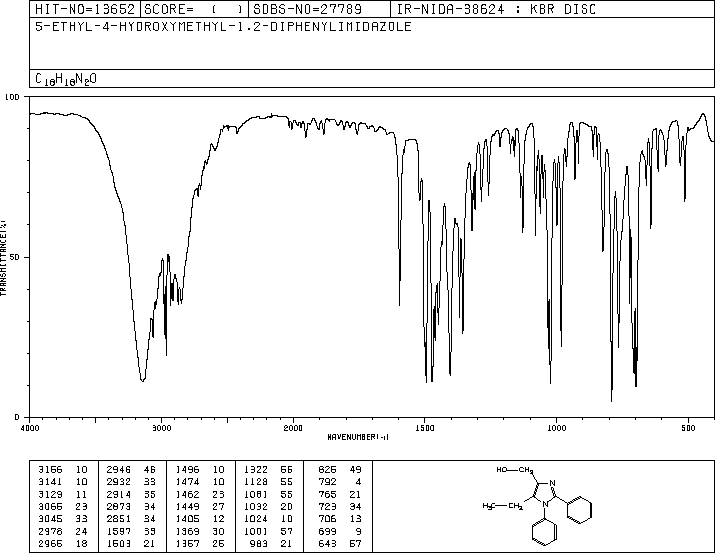 HIT-NO=13652 SCORE= ( ) SDBS-NO=27789 IR-NIDA-38624 : KBR DISC
5-ETHYL-4-HYDROXYMETHYL-1,2-DIPHENYLIMIDAZOLE
C18H18N2O
100
50
0
TRANSMITTANCE(%)
4000 3000 2000 1500 1000 500
WAVENUMBER(-1)
3156 10 2946 46 1496 10 1322 55 825 49
3141 10 2932 33 1474 10 1128 55 792 4
3129 11 2914 35 1462 23 1081 55 765 21
3065 23 2873 34 1449 27 1032 20 723 34
3045 33 2851 34 1405 12 1024 10 706 13
2978 24 1597 33 1369 30 1001 57 699 9
2965 18 1503 21 1357 25 983 21 643 57
HO—CH2
N
H3C—CH2
N